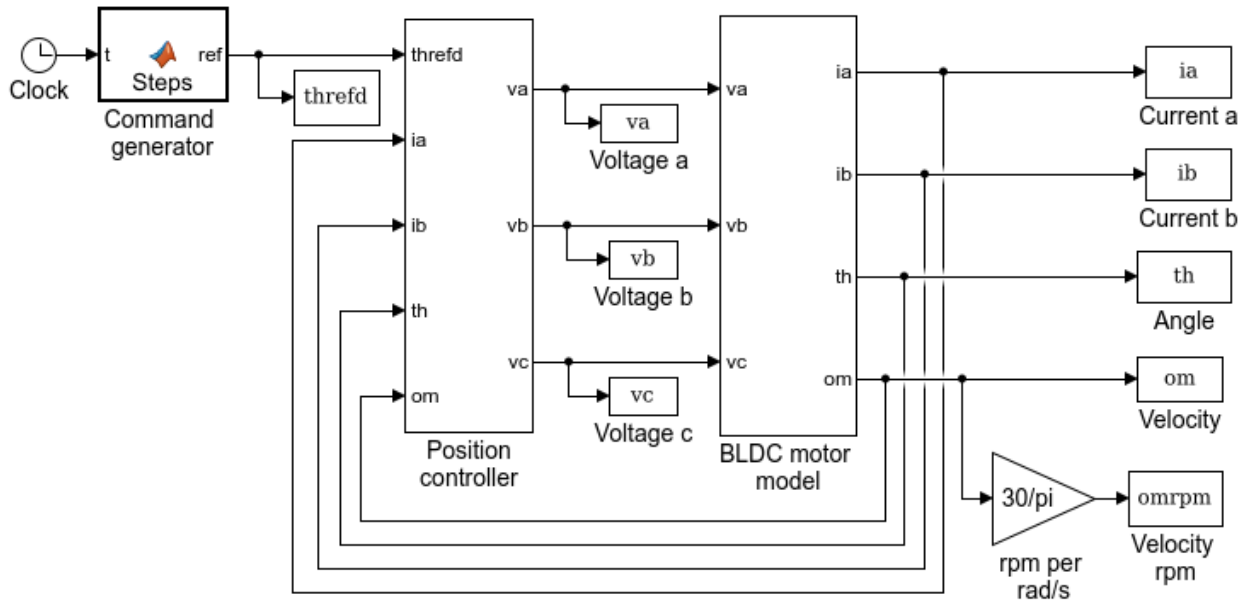 Clock
t
ref
Steps
Command
generator
threfd
threfd
ia
ib
th
om
va
vb
vc
Position
controller
va
Voltage a
vb
Voltage b
vc
Voltage c
va
vb
vc
ia
ib
th
om
BLDC motor
model
ia
Current a
ib
Current b
th
Angle
om
Velocity
30/pi
rpm per
rad/s
omrpm
Velocity
rpm